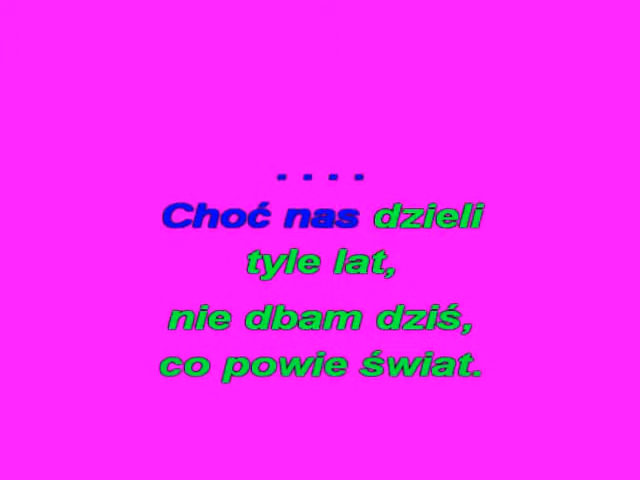 . . . .
Choć nas dzieli
tyle lat,
nie dbam dziś,
co powie świat.